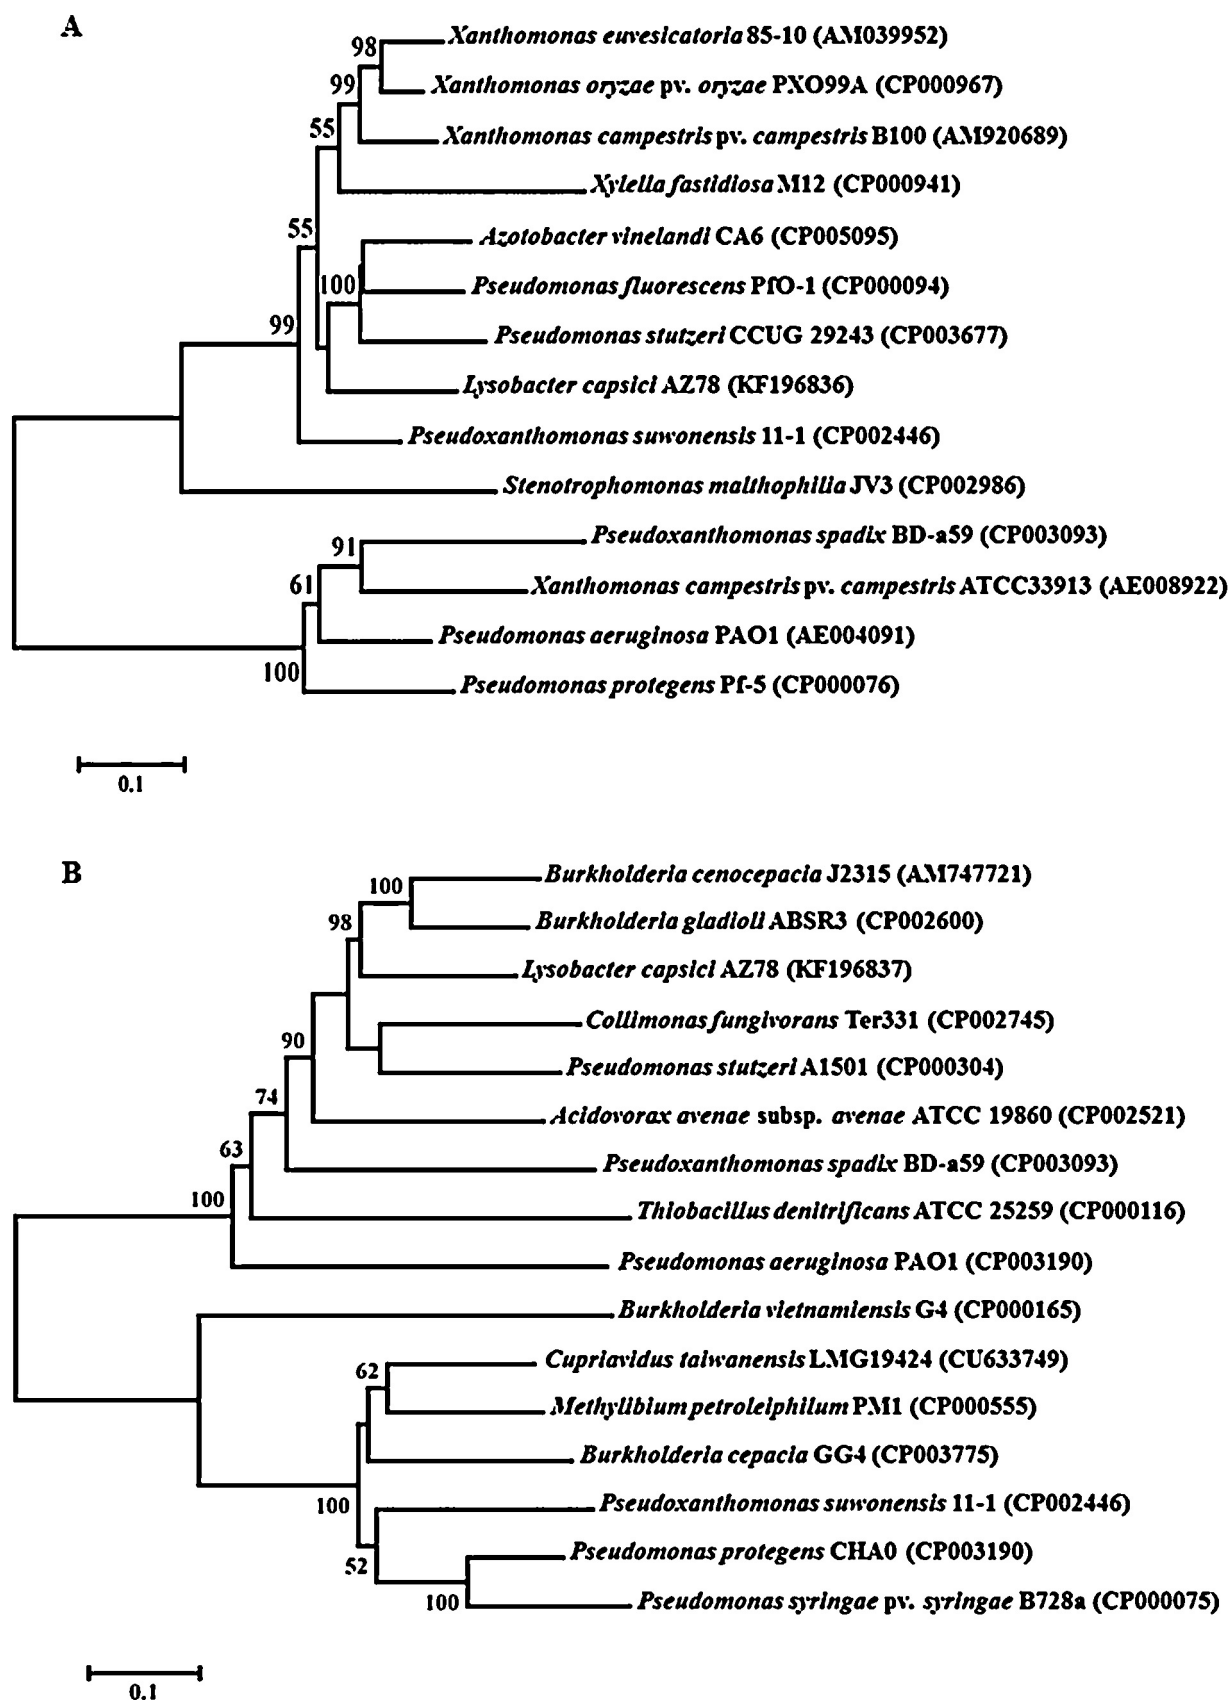 A
Xanthomonas euvesicatoria 85-10 (AM039952)
98
Xanthomonas oryzae pv. oryzae PXO99A (CP000967)
99
Xanthomonas campestris pv. campestris B100 (AM920689)
55
Xylella fastidiosa M12 (CP000941)
Azotobacter vinelandi CA6 (CP005095)
55
Pseudomonas fluorescens PfO-1 (CP000094)
100
Pseudomonas stutzeri CCUG 29243 (CP003677)
99
Lysobacter capsici AZ78 (KF196836)
Pseudoxanthomonas suwonensis 11-1 (CP002446)
Stenotrophomonas malthophilia JV3 (CP002986)
Pseudoxanthomonas spadix BD-a59 (CP003093)
91
Xanthomonas campestris pv. campestris ATCC33913 (AE008922)
61
Pseudomonas aeruginosa PAO1 (AE004091)
100
Pseudomonas protegens Pf-5 (CP000076)
0.1
B
Burkholderia cenocepacia J2315 (AM747721)
100
Burkholderia gladioli ABSR3 (CP002600)
98
Lysobacter capsici AZ78 (KF196837)
Collimonas fungivorans Ter331 (CP002745)
90
Pseudomonas stutzeri A1501 (CP000304)
74
Acidovorax avenae subsp. avenae ATCC 19860 (CP002521)
63
Pseudoxanthomonas spadix BD-a59 (CP003093)
100
Thiobacillus denitrificans ATCC 25259 (CP000116)
Pseudomonas aeruginosa PAO1 (CP003190)
Burkholderia vietnamiensis G4 (CP000165)
Cupriavidus taiwanensis LMG19424 (CU633749)
62
Methylibium petroleiphilum PM1 (CP000555)
Burkholderia cepacia GG4 (CP003775)
100
Pseudoxanthomonas suwonensis 11-1 (CP002446)
Pseudomonas protegens CHA0 (CP003190)
52
100
Pseudomonas syringae pv. syringae B728a (CP000075)
0.1